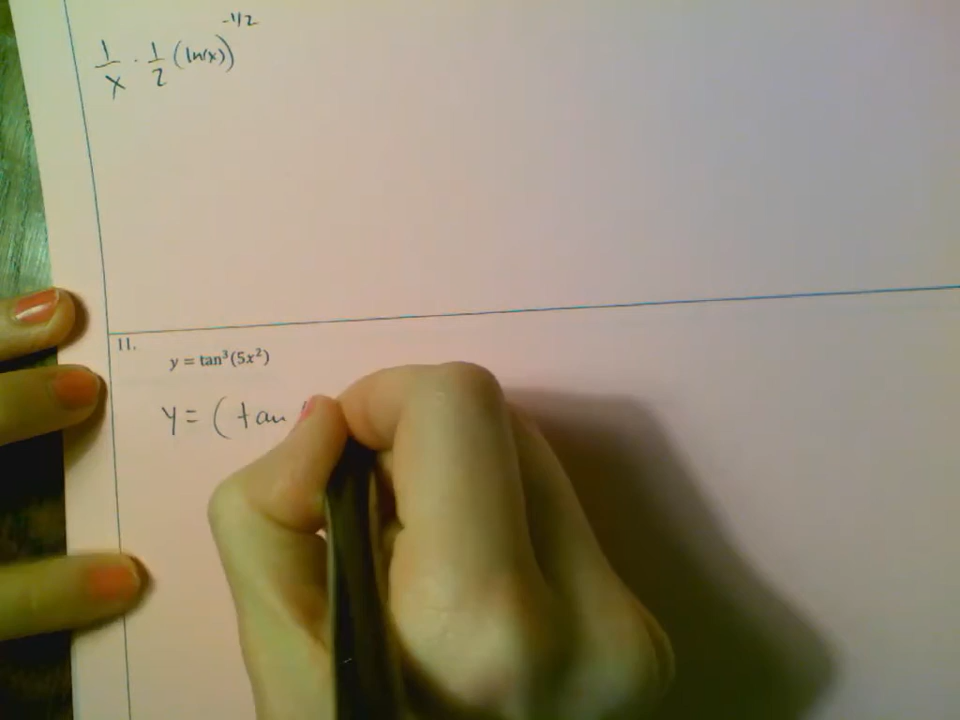 1/x · 1/2 (ln(x))^-1/2
11.
y = tan³(5x²)
y = (tan